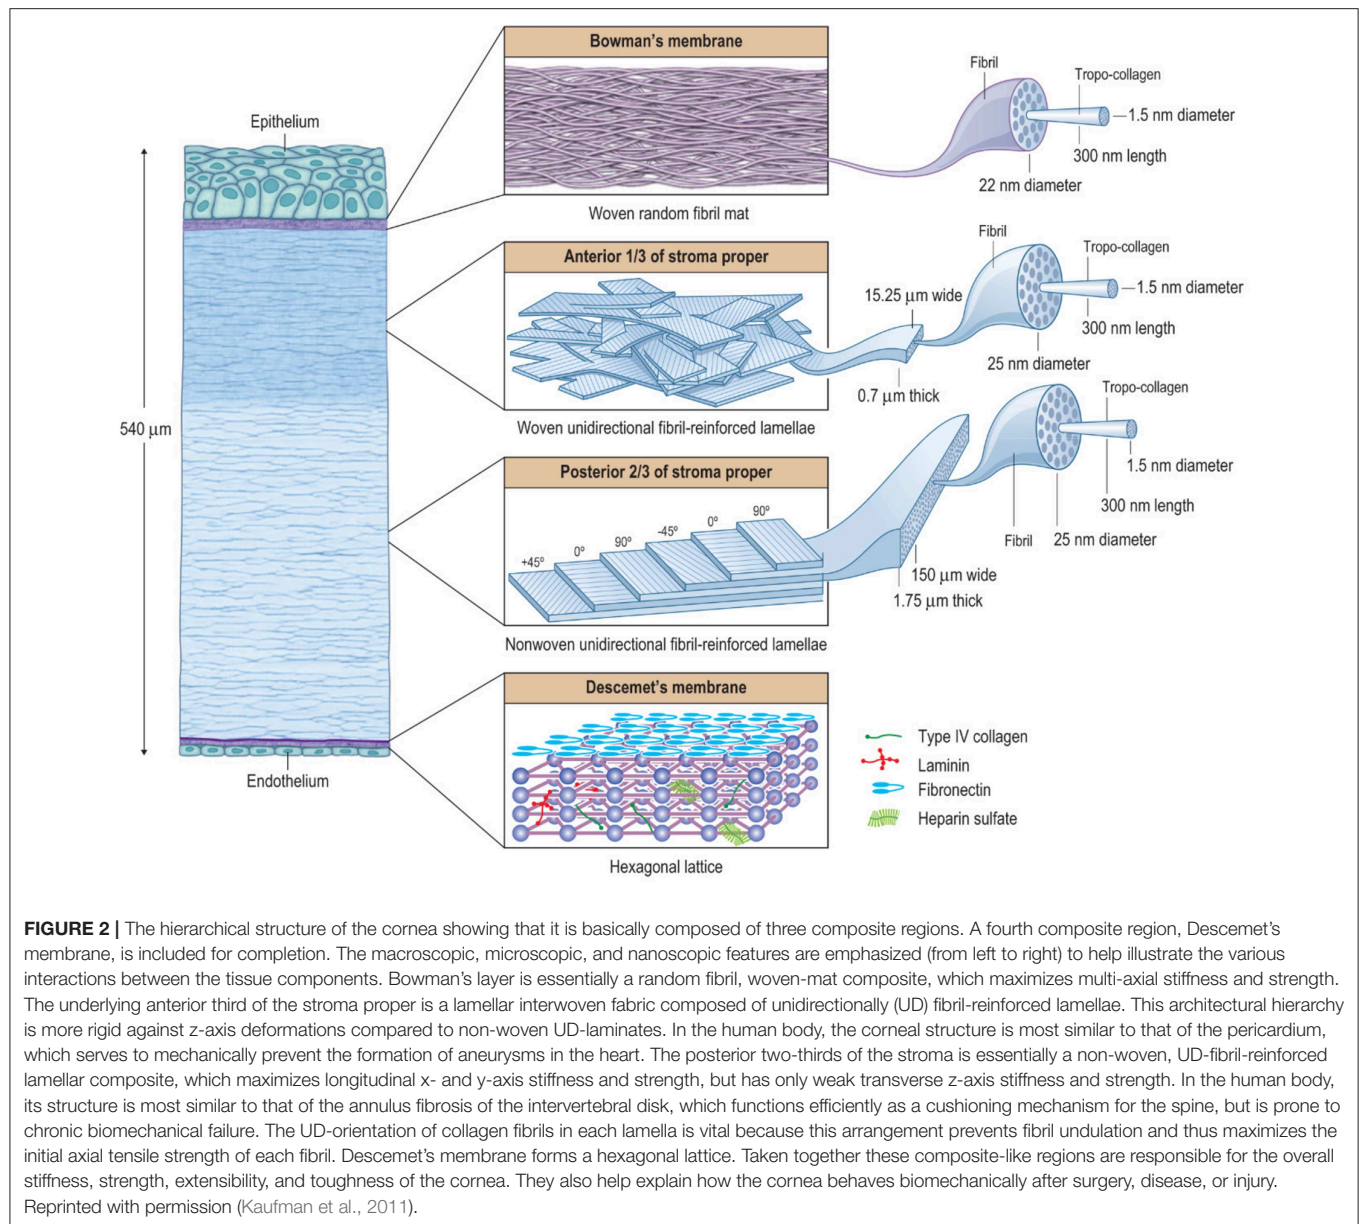 Bowman's membrane
Fibril
Tropo-collagen
1.5 nm diameter
300 nm length
22 nm diameter
Woven random fibril mat
Epithelium
Anterior 1/3 of stroma proper
Fibril
Tropo-collagen
15.25 µm wide
1.5 nm diameter
300 nm length
25 nm diameter
0.7 µm thick
Woven unidirectional fibril-reinforced lamellae
540 µm
Posterior 2/3 of stroma proper
Tropo-collagen
1.5 nm diameter
300 nm length
Fibril
25 nm diameter
+45º
0º
90º
-45º
0º
90º
150 µm wide
1.75 µm thick
Nonwoven unidirectional fibril-reinforced lamellae
Descemet's membrane
Type IV collagen
Laminin
Fibronectin
Heparin sulfate
Endothelium
Hexagonal lattice
FIGURE 2 | The hierarchical structure of the cornea showing that it is basically composed of three composite regions. A fourth composite region, Descemet's
membrane, is included for completion. The macroscopic, microscopic, and nanoscopic features are emphasized (from left to right) to help illustrate the various
interactions between the tissue components. Bowman's layer is essentially a random fibril, woven-mat composite, which maximizes multi-axial stiffness and strength.
The underlying anterior third of the stroma proper is a lamellar interwoven fabric composed of unidirectionally (UD) fibril-reinforced lamellae. This architectural hierarchy
is more rigid against z-axis deformations compared to non-woven UD-laminates. In the human body, the corneal structure is most similar to that of the pericardium,
which serves to mechanically prevent the formation of aneurysms in the heart. The posterior two-thirds of the stroma is essentially a non-woven, UD-fibril-reinforced
lamellar composite, which maximizes longitudinal x- and y-axis stiffness and strength, but has only weak transverse z-axis stiffness and strength. In the human body,
its structure is most similar to that of the annulus fibrosis of the intervertebral disk, which functions efficiently as a cushioning mechanism for the spine, but is prone to
chronic biomechanical failure. The UD-orientation of collagen fibrils in each lamella is vital because this arrangement prevents fibril undulation and thus maximizes the
initial axial tensile strength of each fibril. Descemet's membrane forms a hexagonal lattice. Taken together these composite-like regions are responsible for the overall
stiffness, strength, extensibility, and toughness of the cornea. They also help explain how the cornea behaves biomechanically after surgery, disease, or injury.
Reprinted with permission (Kaufman et al., 2011).